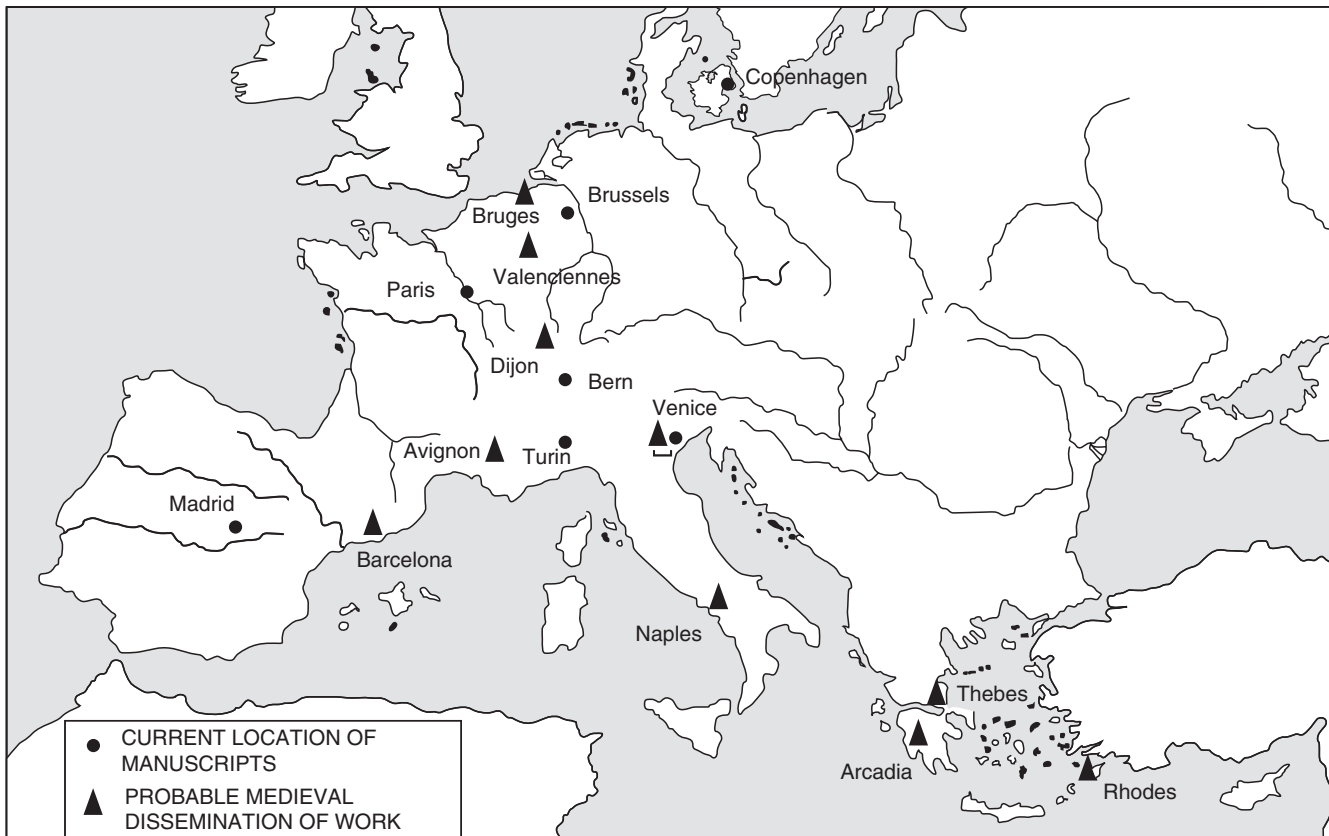 Copenhagen
Brussels
Bruges
Valenciennes
Paris
Dijon
Bern
Venice
Avignon
Turin
Madrid
Barcelona
Naples
Thebes
Arcadia
Rhodes
CURRENT LOCATION OF
MANUSCRIPTS
PROBABLE MEDIEVAL
DISSEMINATION OF WORK